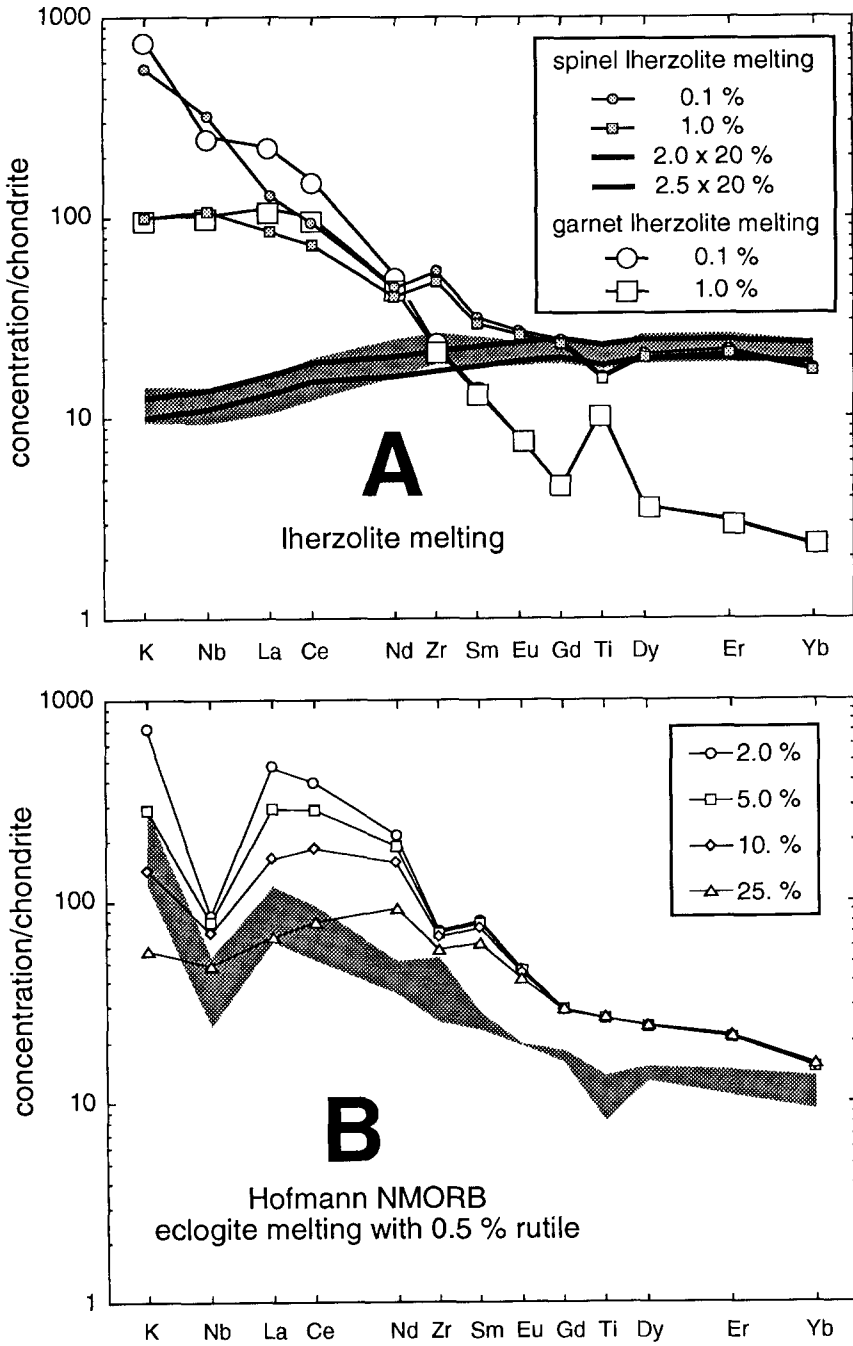 1000
100
10
1
concentration/chondrite
spinel lherzolite melting
0.1 %
1.0 %
2.0 x 20 %
2.5 x 20 %
garnet lherzolite melting
0.1 %
1.0 %
A
lherzolite melting
K Nb La Ce Nd Zr Sm Eu Gd Ti Dy Er Yb
1000
100
10
1
concentration/chondrite
2.0 %
5.0 %
10. %
25. %
B
Hofmann NMORB
eclogite melting with 0.5 % rutile
K Nb La Ce Nd Zr Sm Eu Gd Ti Dy Er Yb